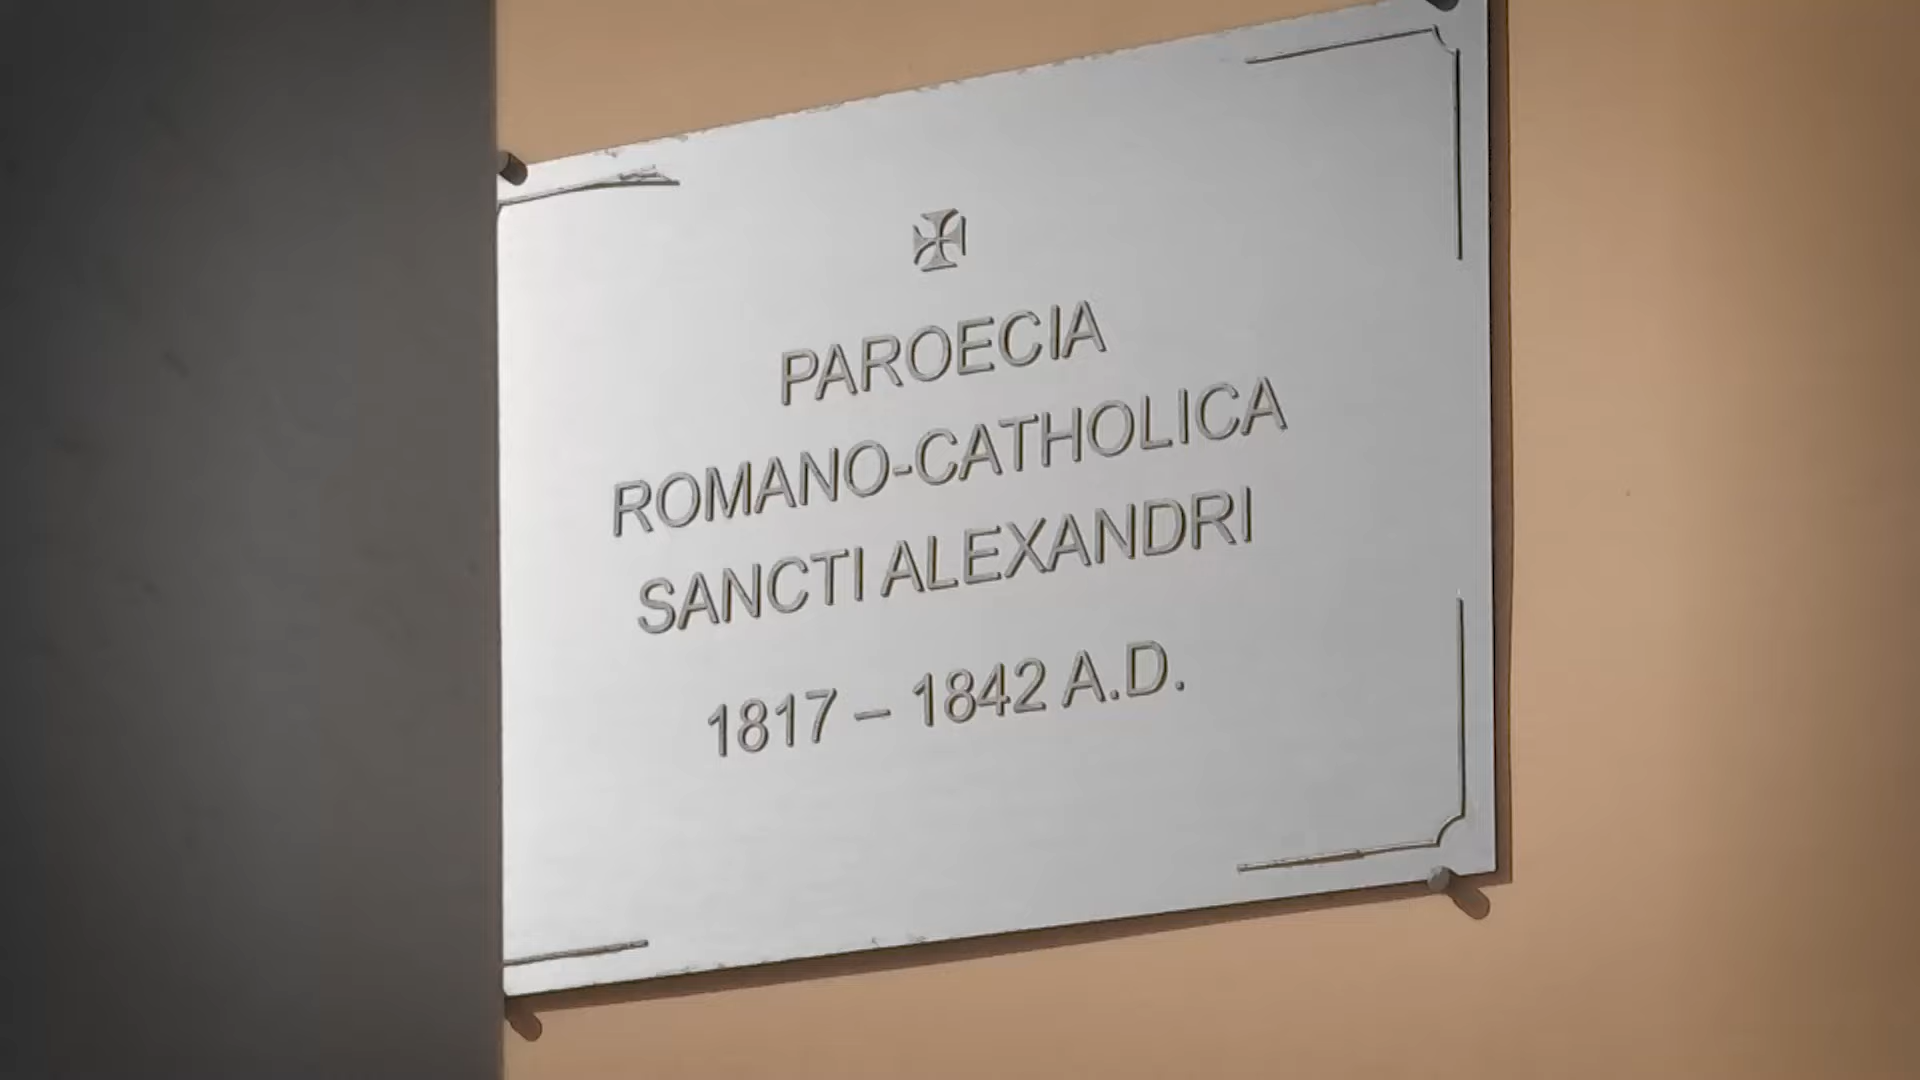 PAROECIA
ROMANO-CATHOLICA
SANCTI ALEXANDRI
1817 – 1842 A.D.